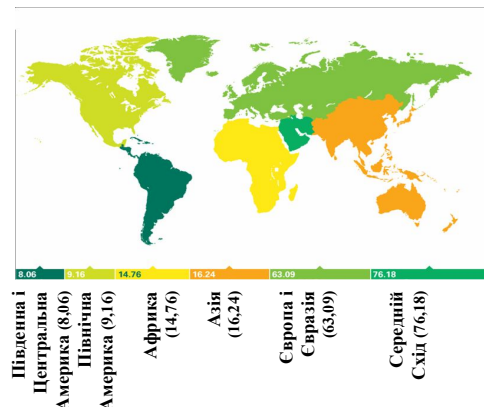 8.06
9.16
14.76
16.24
63.09
76.18
Південна і
Центральна
Америка (8,06)
Північна
Америка (9,16)
Африка
(14,76)
Азія
(16,24)
Європа і
Євразія
(63,09)
Середній
Схід (76,18)